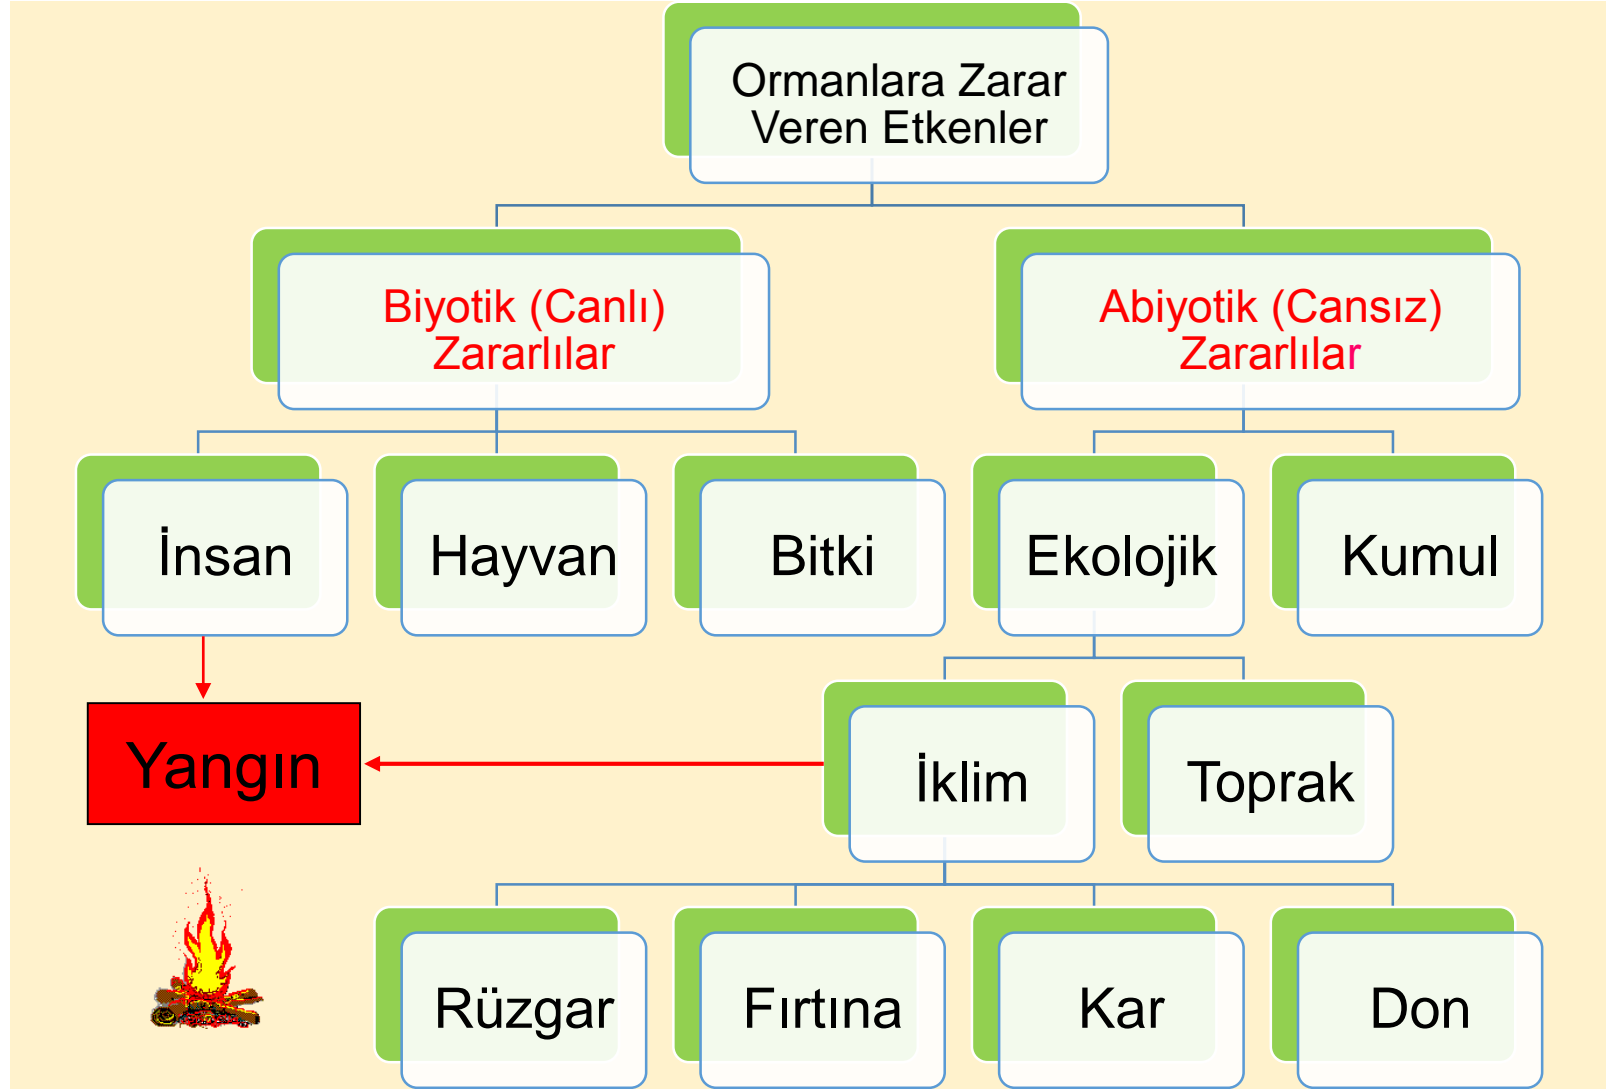 Ormanlara Zarar
Veren Etkenler
Biyotik (Canlı)
Zararlılar
Abiyotik (Cansız)
Zararlılar
İnsan
Hayvan
Bitki
Ekolojik
Kumul
Yangın
İklim
Toprak
Rüzgar
Fırtına
Kar
Don